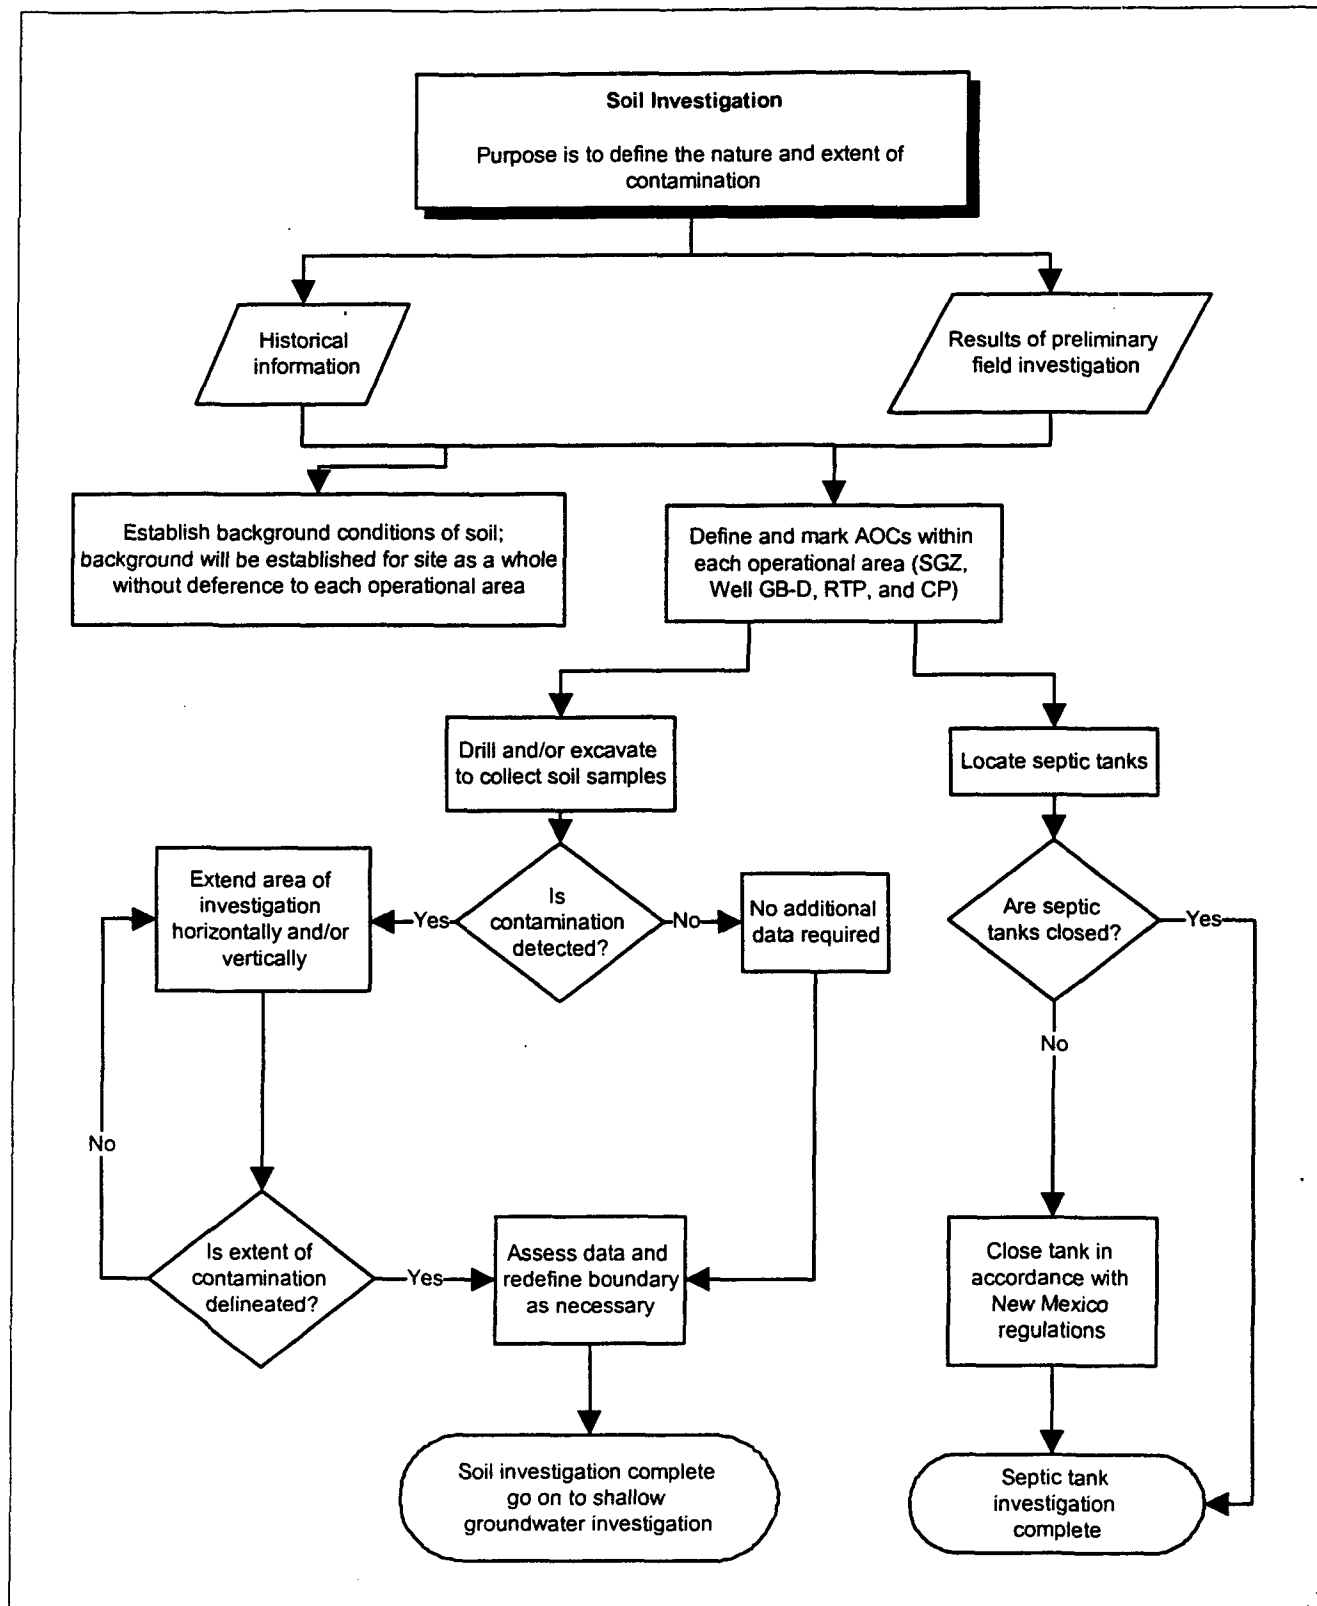 Soil Investigation
Purpose is to define the nature and extent of
contamination
Historical
information
Results of preliminary
field investigation
Establish background conditions of soil;
background will be established for site as a whole
without deference to each operational area
Define and mark AOCs within
each operational area (SGZ,
Well GB-D, RTP, and CP)
Drill and/or excavate
to collect soil samples
Locate septic tanks
Extend area of
investigation
horizontally and/or
vertically
Yes
Is
contamination
detected?
No
No additional
data required
Are septic
tanks closed?
Yes
No
No
Is extent of
contamination
delineated?
Yes
Assess data and
redefine boundary
as necessary
Close tank in
accordance with
New Mexico
regulations
Soil investigation complete
go on to shallow
groundwater investigation
Septic tank
investigation
complete